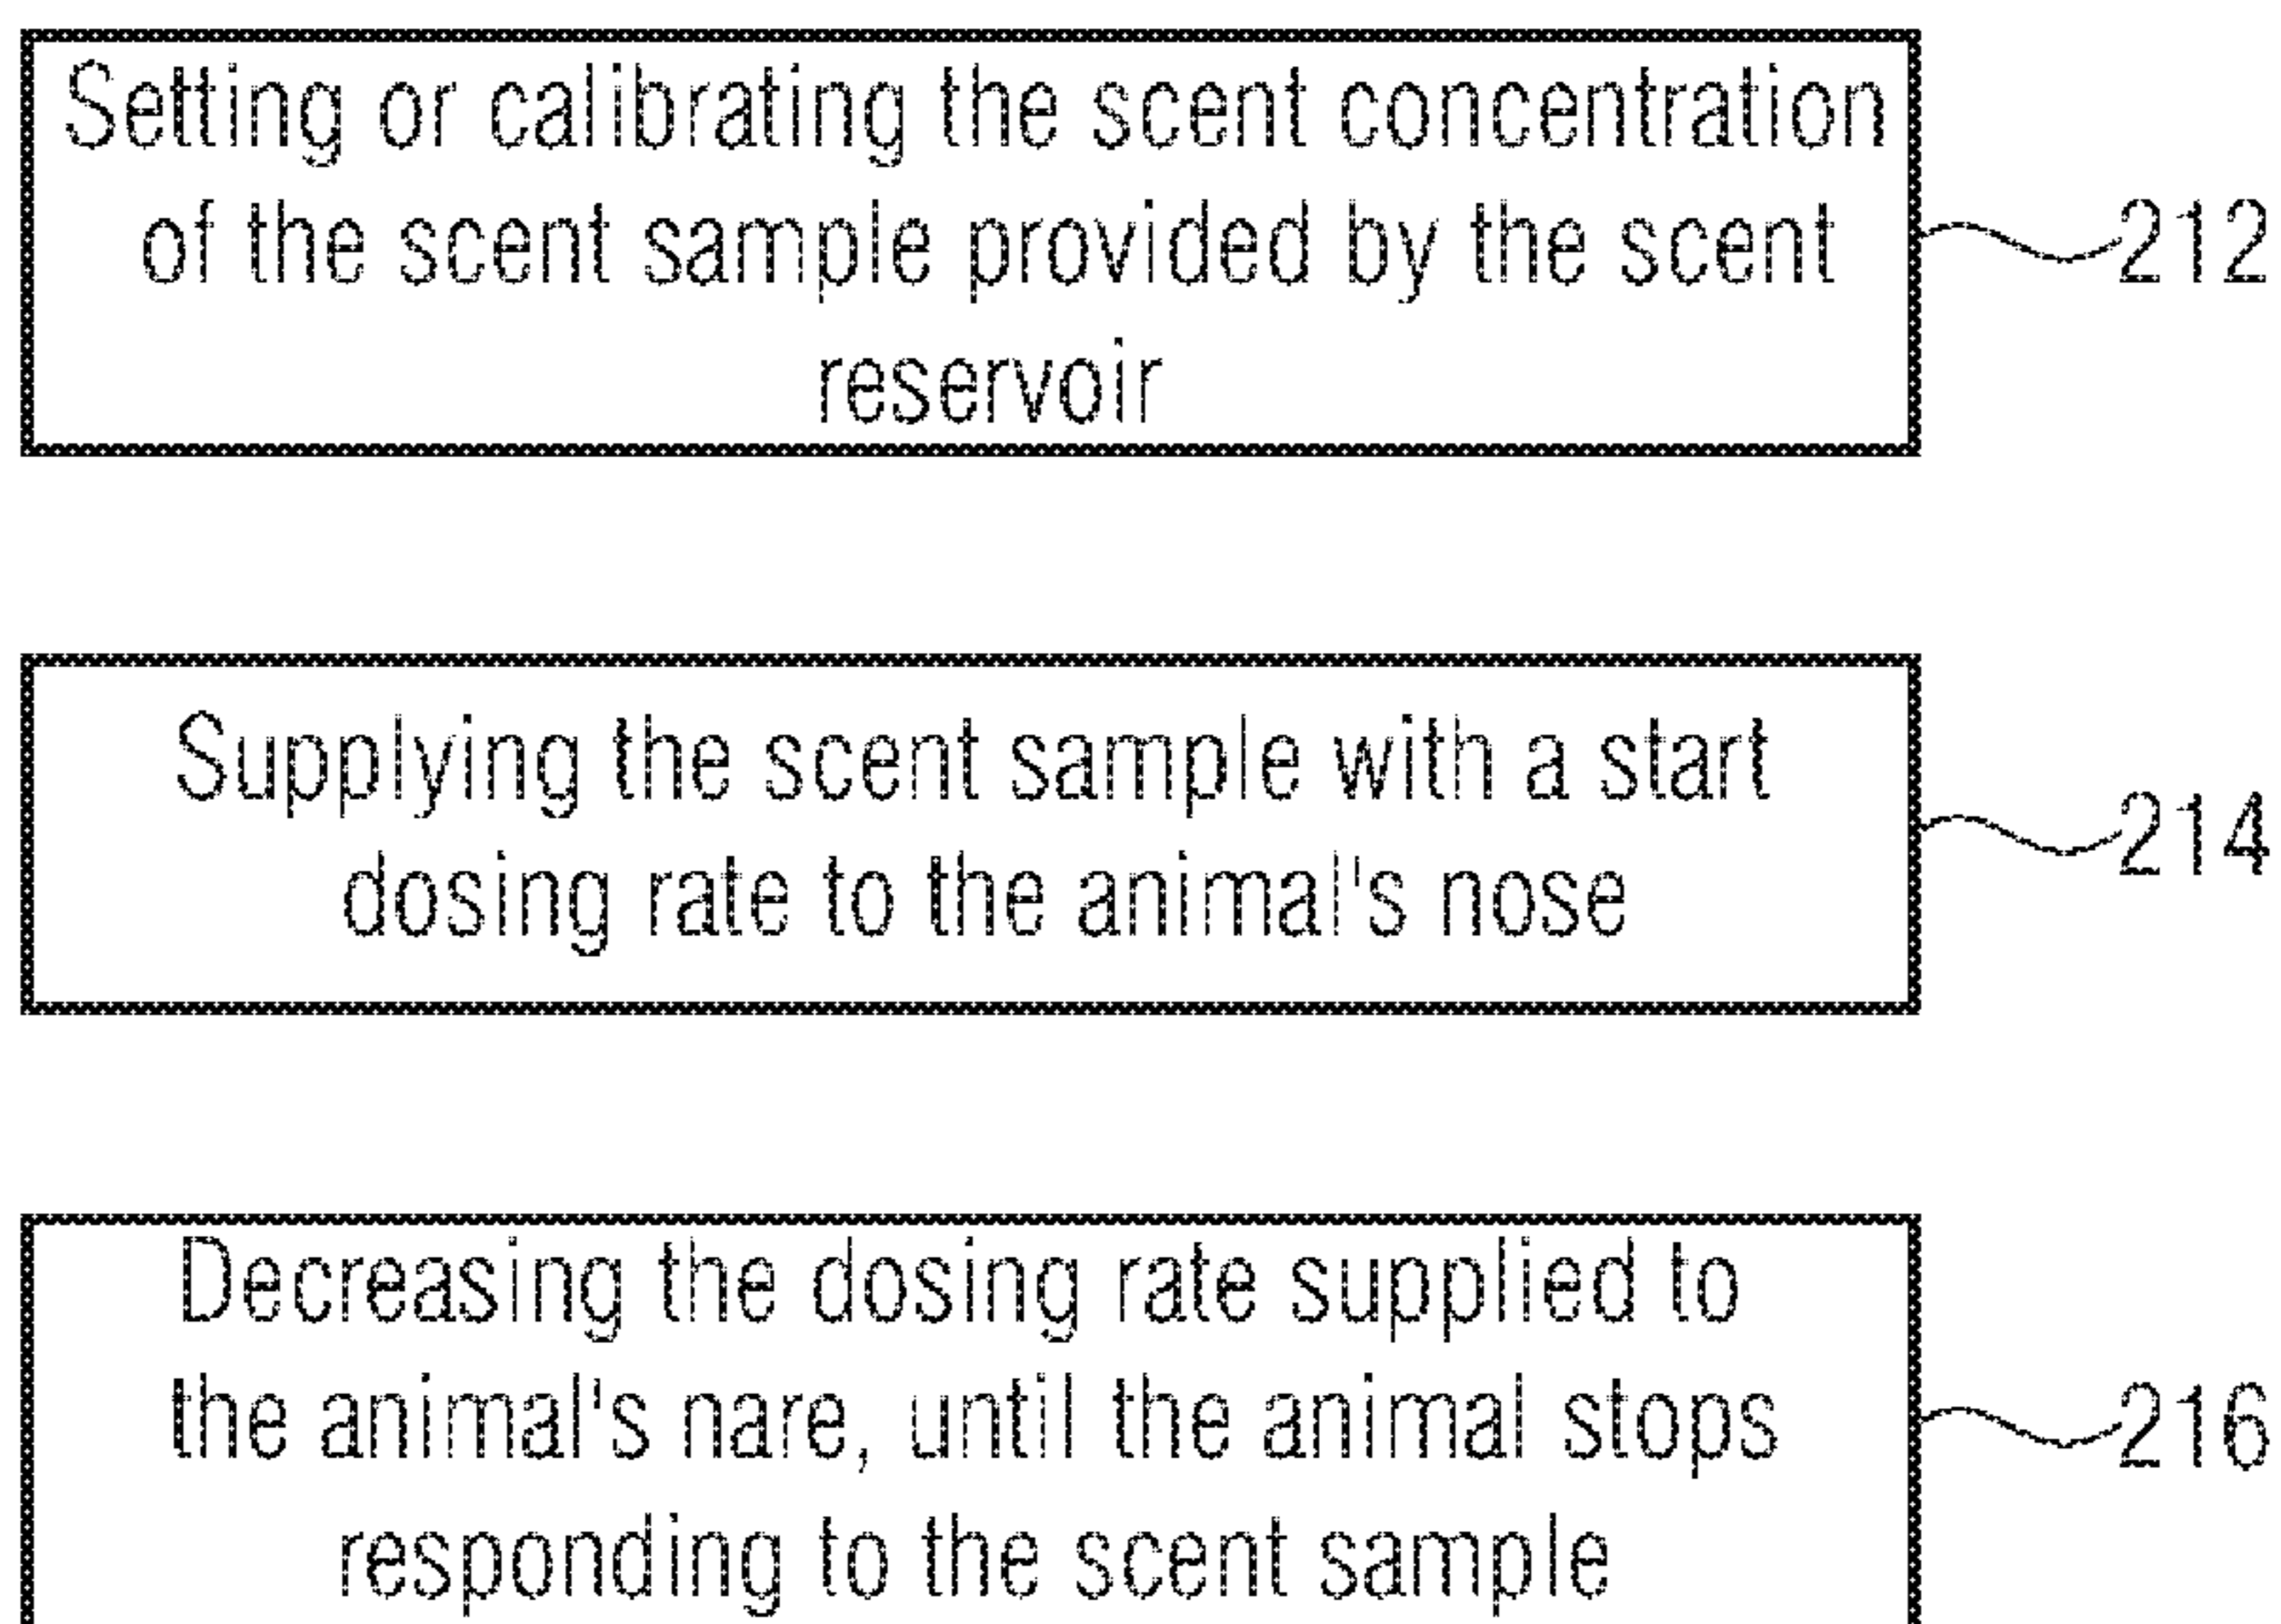 Setting or calibrating the scent concentration
of the scent sample provided by the scent
reservoir
212
Supplying the scent sample with a start
dosing rate to the animal's nose
214
Decreasing the dosing rate supplied to
the animal's nare, until the animal stops
responding to the scent sample
216